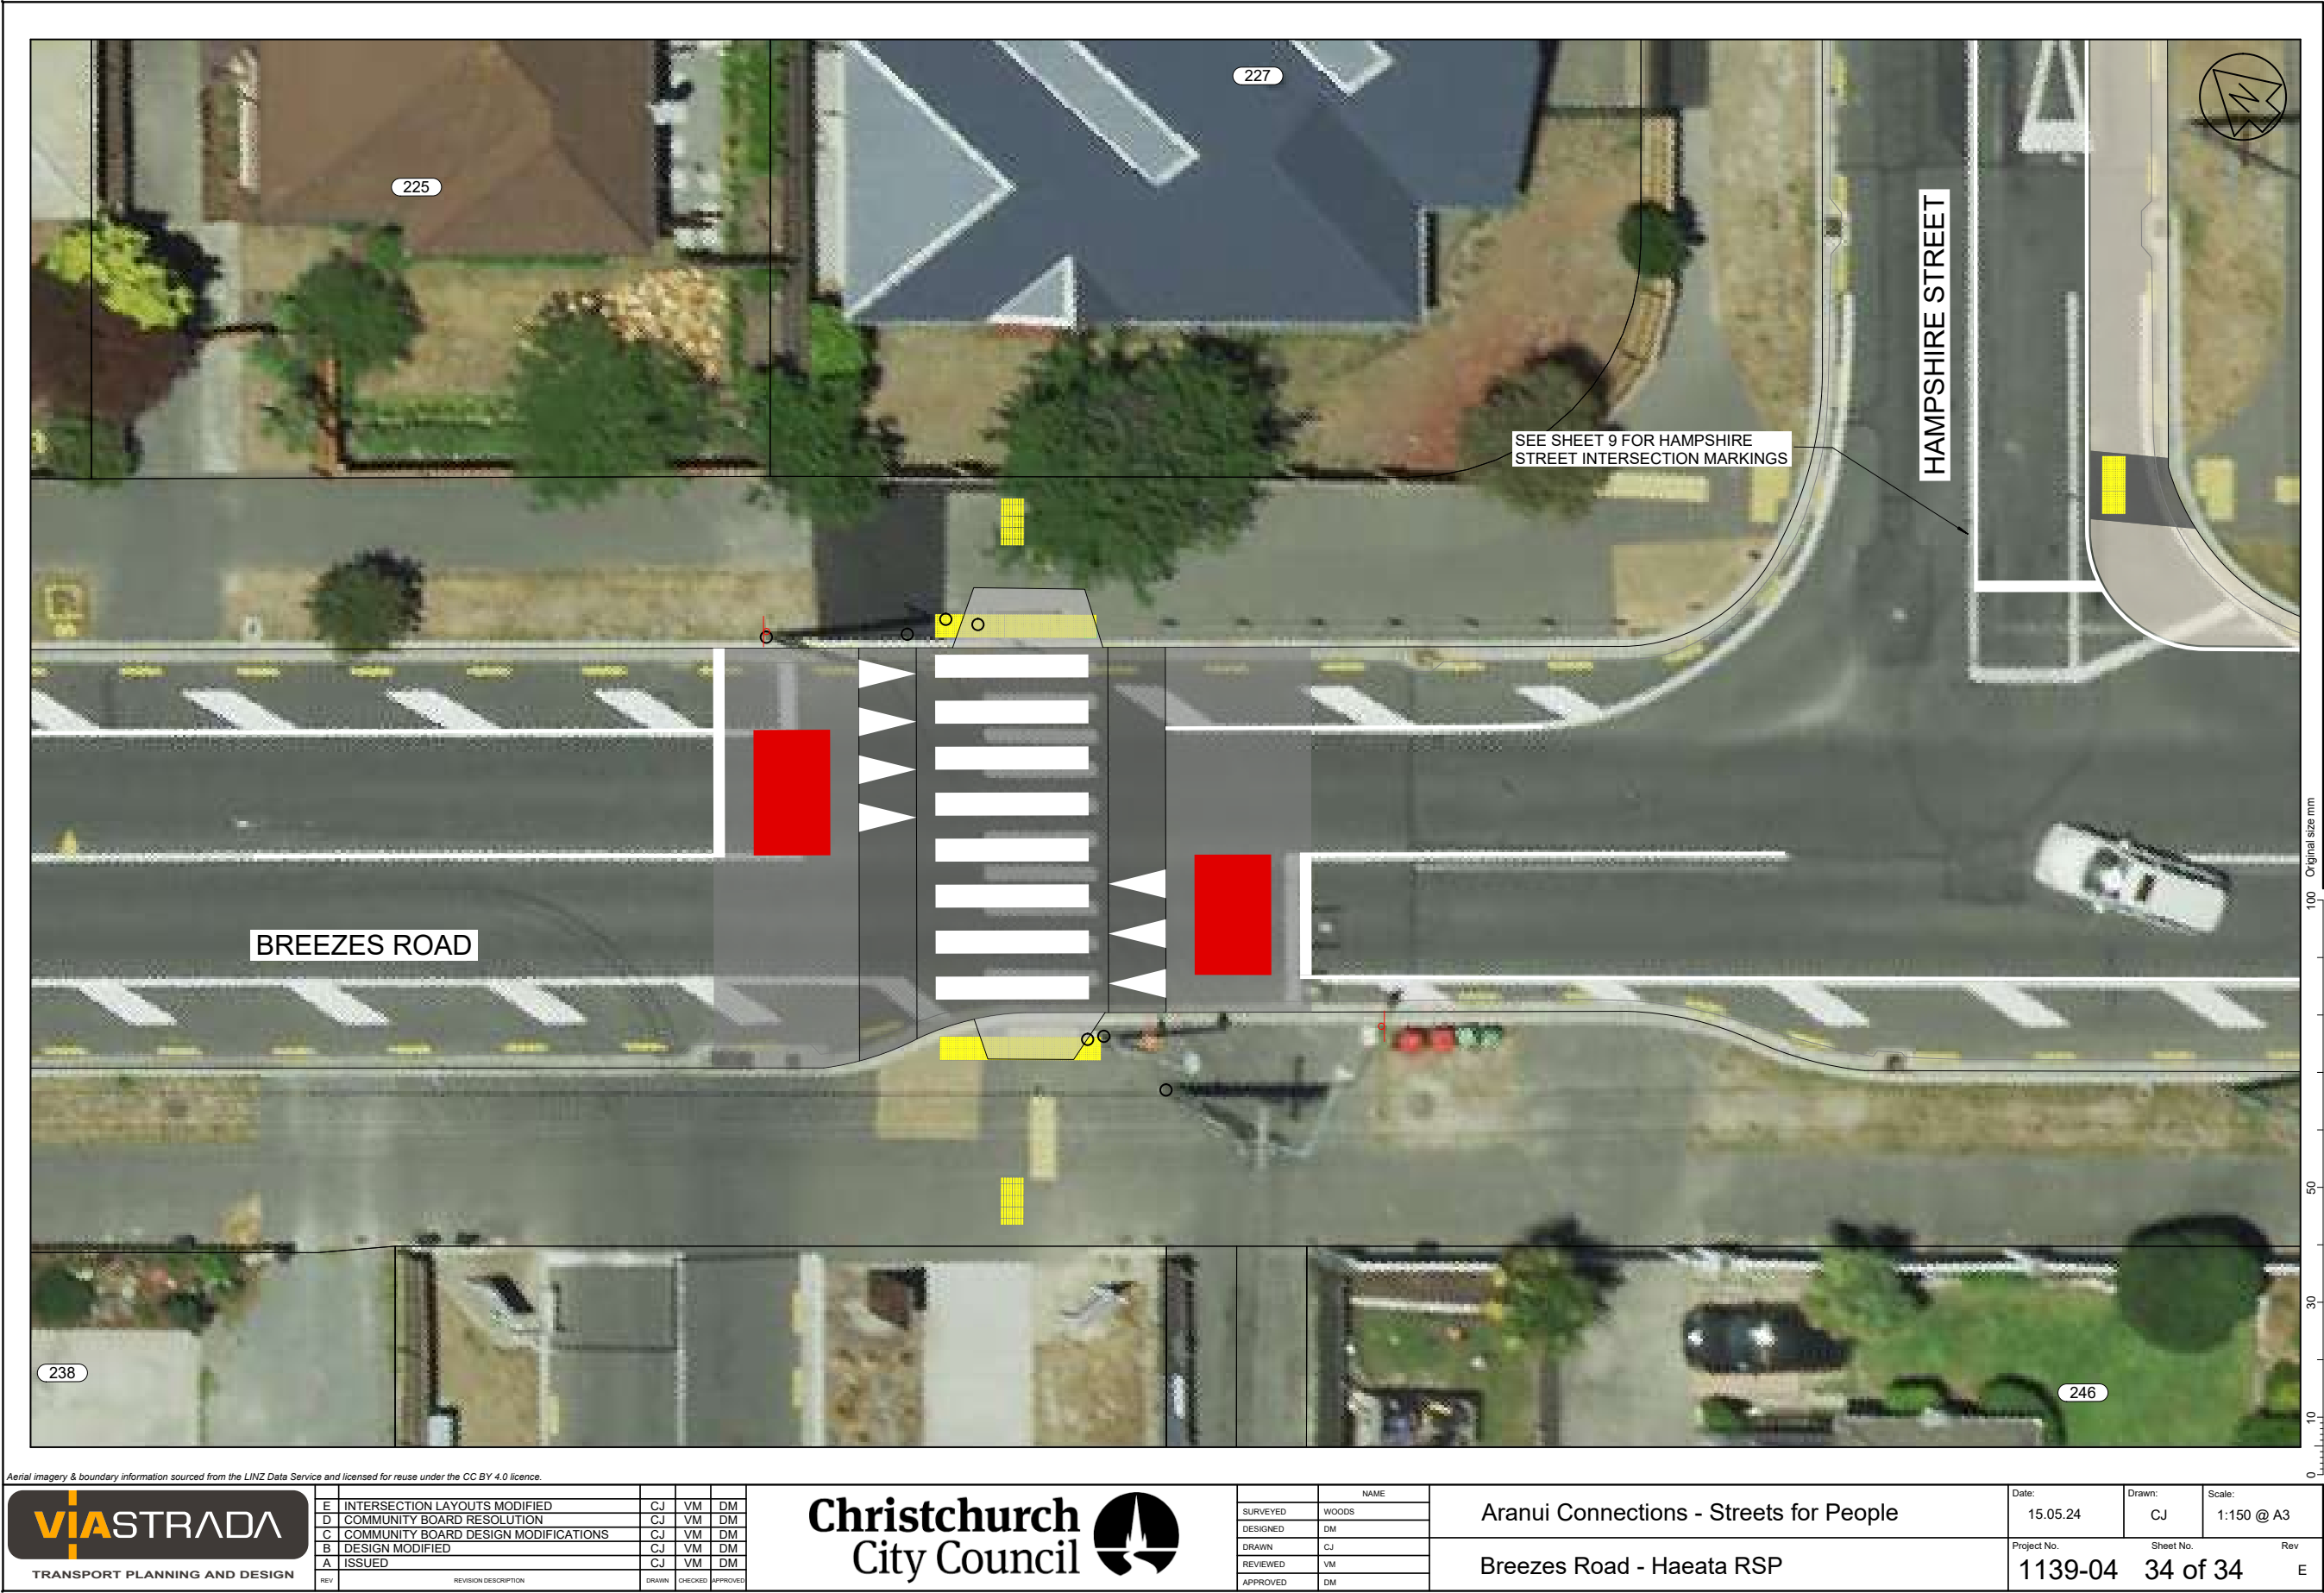 227
225
HAMPSHIRE STREET
SEE SHEET 9 FOR HAMPSHIRE
STREET INTERSECTION MARKINGS
BREEZES ROAD
238
246
Original size mm
100
50
30
10
0
Aerial imagery & boundary information sourced from the LINZ Data Service and licensed for reuse under the CC BY 4.0 licence.
VIASTRADA
TRANSPORT PLANNING AND DESIGN
E INTERSECTION LAYOUTS MODIFIED CJ VM DM
D COMMUNITY BOARD RESOLUTION CJ VM DM
C COMMUNITY BOARD DESIGN MODIFICATIONS CJ VM DM
B DESIGN MODIFIED CJ VM DM
A ISSUED CJ VM DM
REV REVISION DESCRIPTION DRAWN CHECKED APPROVED
Christchurch
City Council
NAME
SURVEYED WOODS
DESIGNED DM
DRAWN CJ
REVIEWED VM
APPROVED DM
Aranui Connections - Streets for People
Breezes Road - Haeata RSP
Date: Drawn: Scale:
15.05.24 CJ 1:150 @ A3
Project No. Sheet No. Rev
1139-04 34 of 34 E